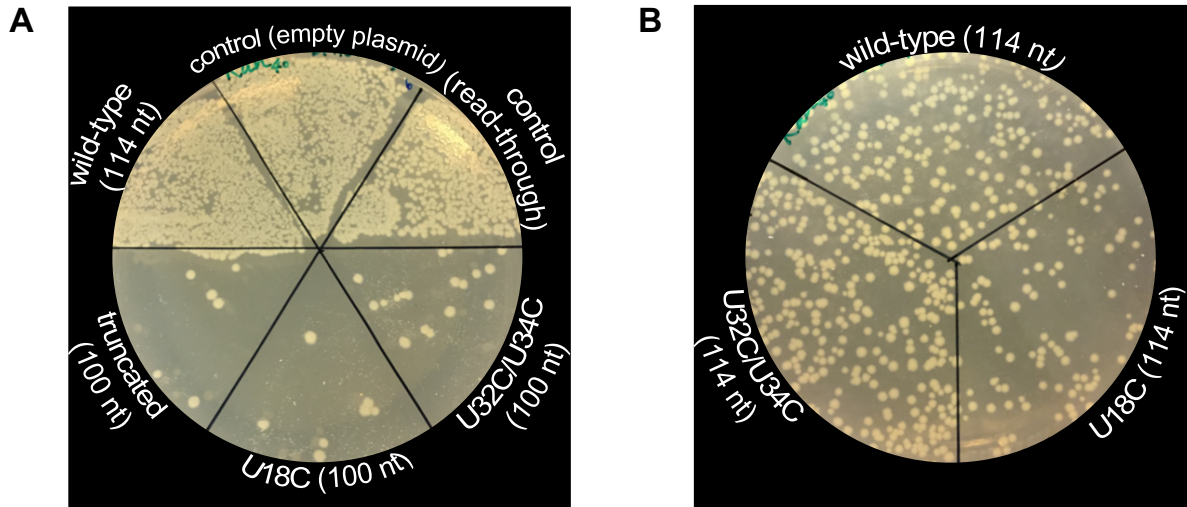 A
control (empty plasmid)
control
(read-through)
wild-type
(114 nt)
truncated
(100 nt)
U18C (100 nt)
U32C/U34C
(100 nt)
B
wild-type (114 nt)
U32C/U34C
(114 nt)
U18C (114 nt)